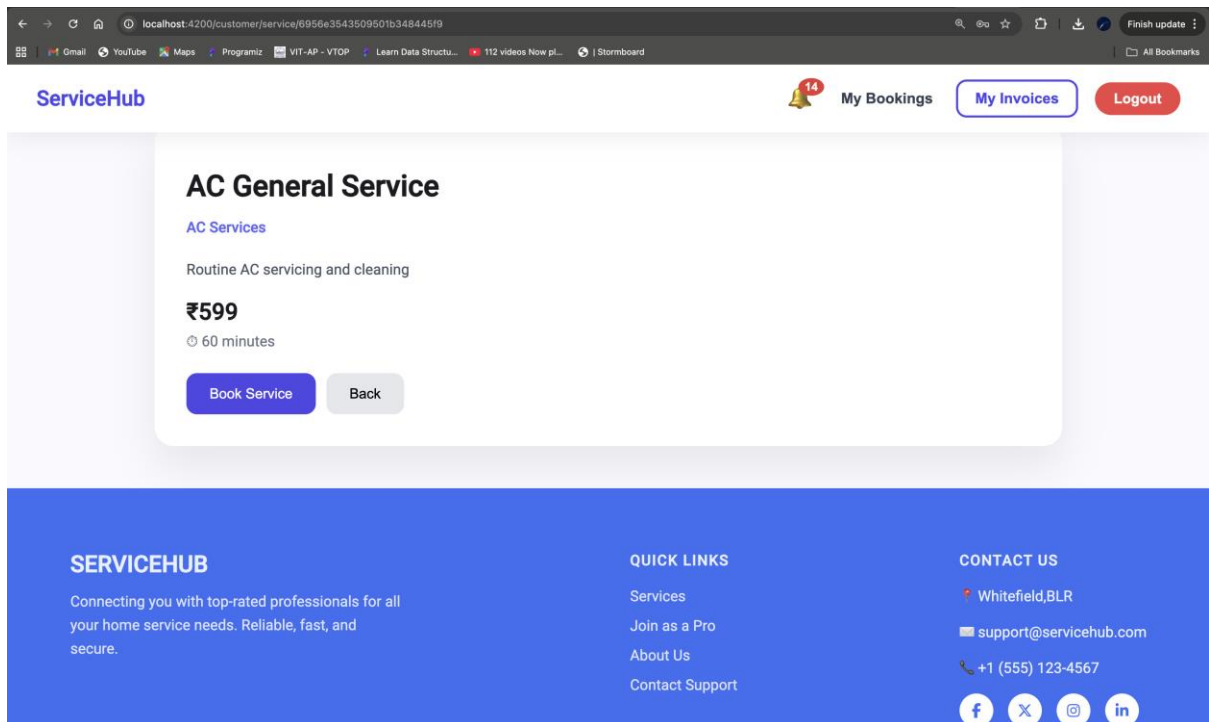 localhost:4200/customer/service/6956e3543509501b348445f9
Finish update
Gmail YouTube Maps Programiz VIT-AP - VTOP Learn Data Structu... 112 videos Now pl... | Stormboard All Bookmarks
ServiceHub 14 My Bookings My Invoices Logout
AC General Service
AC Services
Routine AC servicing and cleaning
₹599
60 minutes
Book Service Back
SERVICEHUB
Connecting you with top-rated professionals for all
your home service needs. Reliable, fast, and
secure.
QUICK LINKS
Services
Join as a Pro
About Us
Contact Support
CONTACT US
Whitefield,BLR
support@servicehub.com
+1 (555) 123-4567
f X in